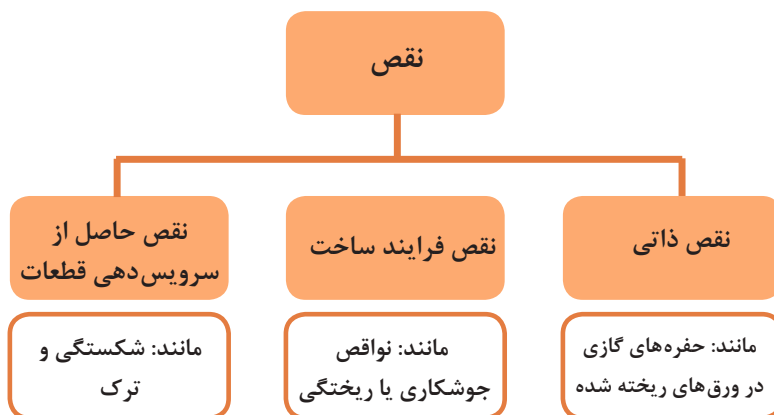 نقص
نقص ذاتی
نقص فرایند ساخت
نقص حاصل از
سرویس‌دهی قطعات
مانند: حفره‌های گازی
در ورق‌های ریخته شده
مانند: نواقص
جوشکاری یا ریختگی
مانند: شکستگی و
ترک